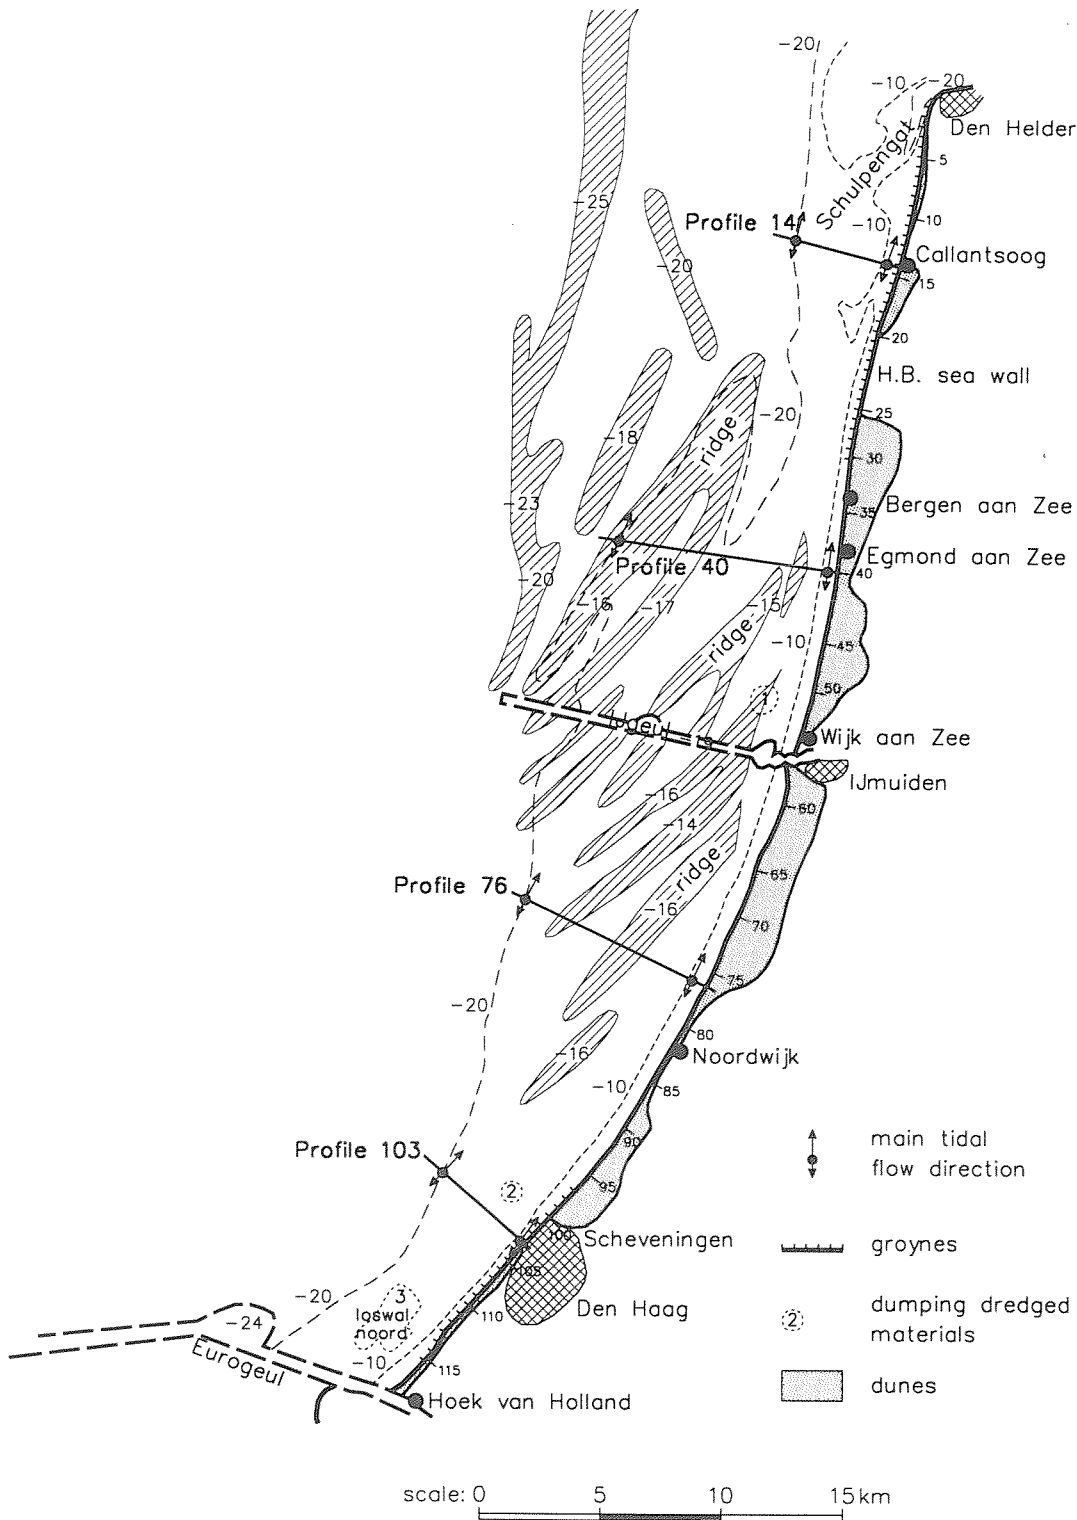 -20
-10
-20
Den Helder
5
Schulpengat
-25
10
Profile 14
-10
Callantsoog
-20
15
20
H.B. sea wall
-20
25
-18
ridge
30
-23
Bergen aan Zee
35
Egmond aan Zee
Profile 40
40
-20
-16
-17
-15
ridge
-10
45
50
1
Wijk aan Zee
IJmuiden
-16
60
-14
ridge
65
Profile 76
-16
70
75
-20
80
-16
Noordwijk
-10
85
90
main tidal
flow direction
Profile 103
95
2
100
Scheveningen
groynes
105
-20
3
loswal
noord
110
Den Haag
2
dumping dredged
materials
-24
Eurogeul
-10
115
dunes
Hoek van Holland
scale: 0 5 10 15 km